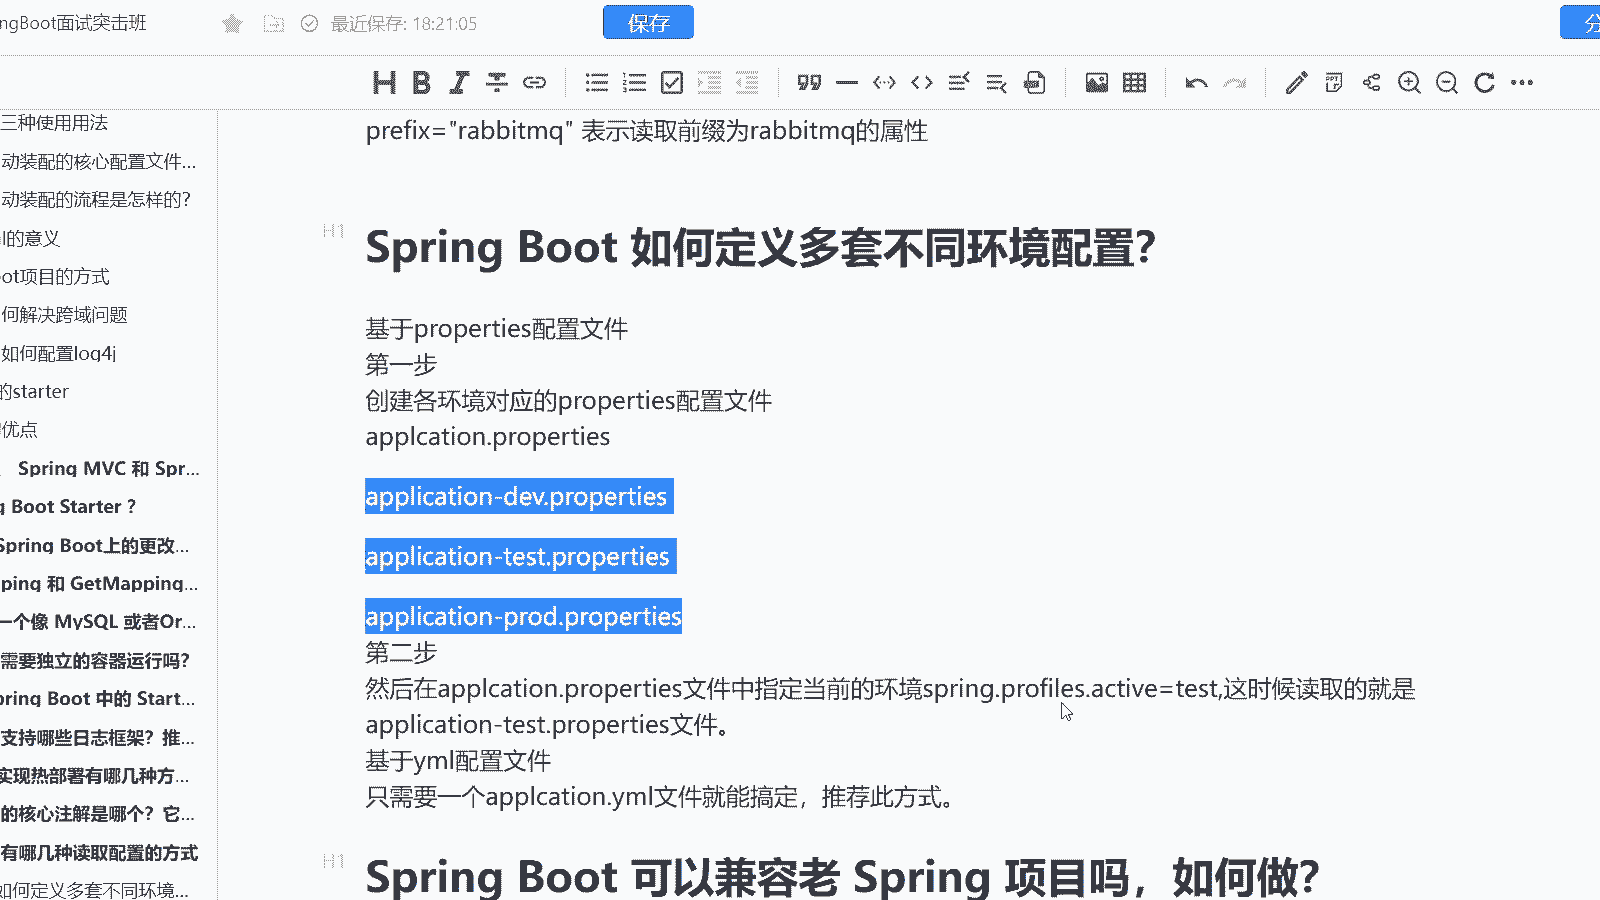 ngBoot面试突击班
最近保存: 18:21:05
保存
分
三种使用用法
动装配的核心配置文件...
动装配的流程是怎样的?
l的意义
ot项目的方式
何解决跨域问题
如何配置log4j
的starter
优点
、 Spring MVC 和 Spr...
g Boot Starter ?
Spring Boot上的更改...
ping 和 GetMapping...
一个像 MySQL 或者Or...
需要独立的容器运行吗?
pring Boot 中的 Start...
支持哪些日志框架? 推...
实现热部署有哪几种方...
的核心注解是哪个? 它...
有哪几种读取配置的方式
如何定义多套不同环境...
prefix="rabbitmq" 表示读取前缀为rabbitmq的属性
H1
Spring Boot 如何定义多套不同环境配置?
基于properties配置文件
第一步
创建各环境对应的properties配置文件
applcation.properties
application-dev.properties
application-test.properties
application-prod.properties
第二步
然后在applcation.properties文件中指定当前的环境spring.profiles.active=test,这时候读取的就是
application-test.properties文件。
基于yml配置文件
只需要一个applcation.yml文件就能搞定，推荐此方式。
H1
Spring Boot 可以兼容老 Spring 项目吗，如何做?